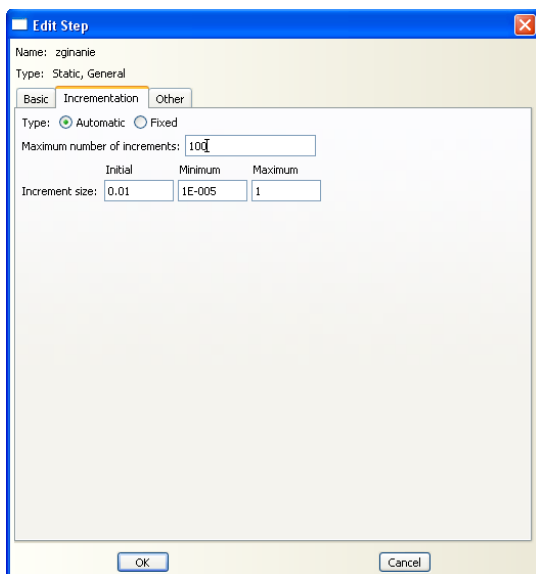 Edit Step
Name: zginanie
Type: Static, General
Basic Incrementation Other
Type: Automatic Fixed
Maximum number of increments: 100
Initial Minimum Maximum
Increment size: 0.01 1E-005 1
OK Cancel